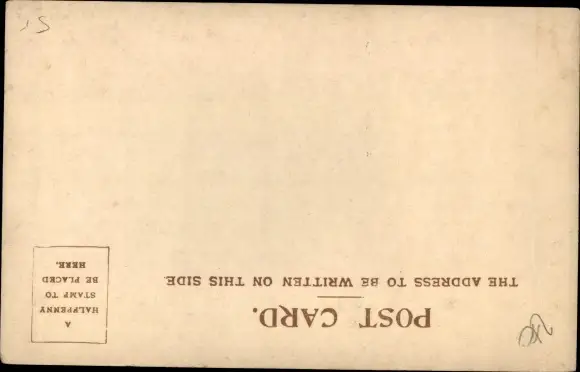 POST CARD.
THE ADDRESS TO BE WRITTEN ON THIS SIDE.
A
HALFPENNY
STAMP TO
BE PLACED
HERE.